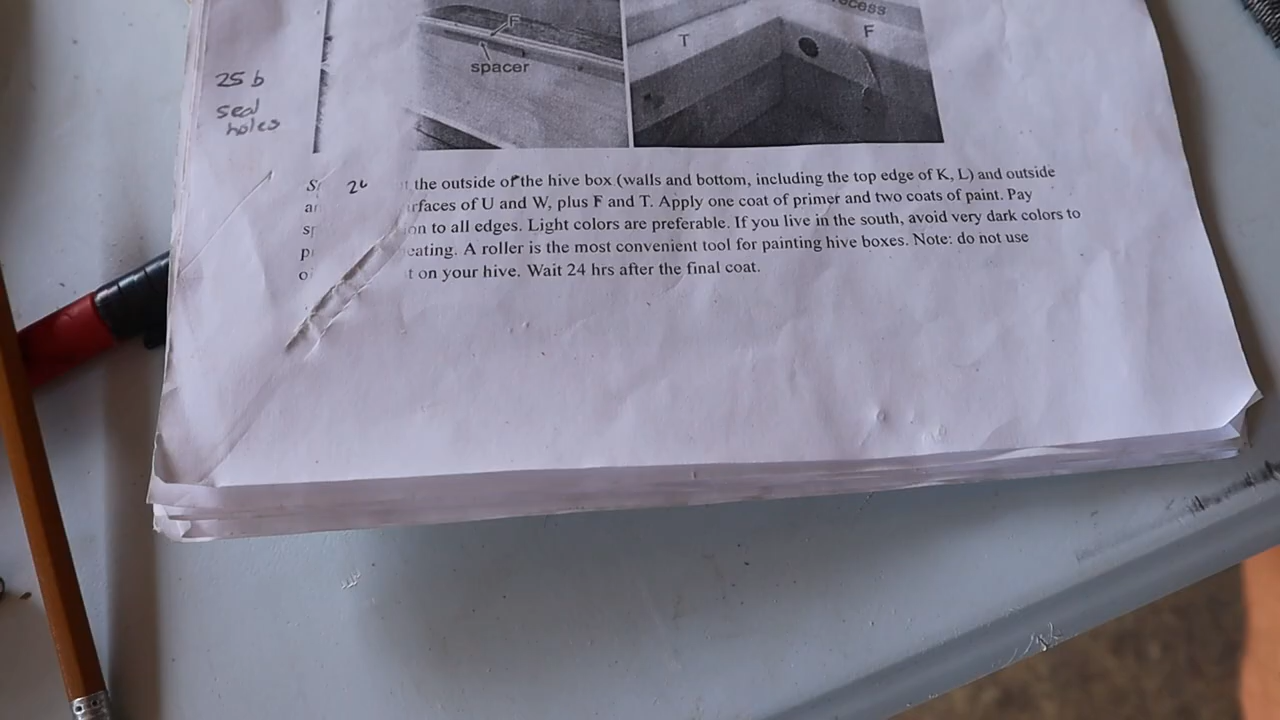 F
spacer
T
F
25 b
seal
holes
the outside of the hive box (walls and bottom, including the top edge of K, L) and outside
of U and W, plus F and T. Apply one coat of primer and two coats of paint. Pay
to all edges. Light colors are preferable. If you live in the south, avoid very dark colors to
A roller is the most convenient tool for painting hive boxes. Note: do not use
on your hive. Wait 24 hrs after the final coat.